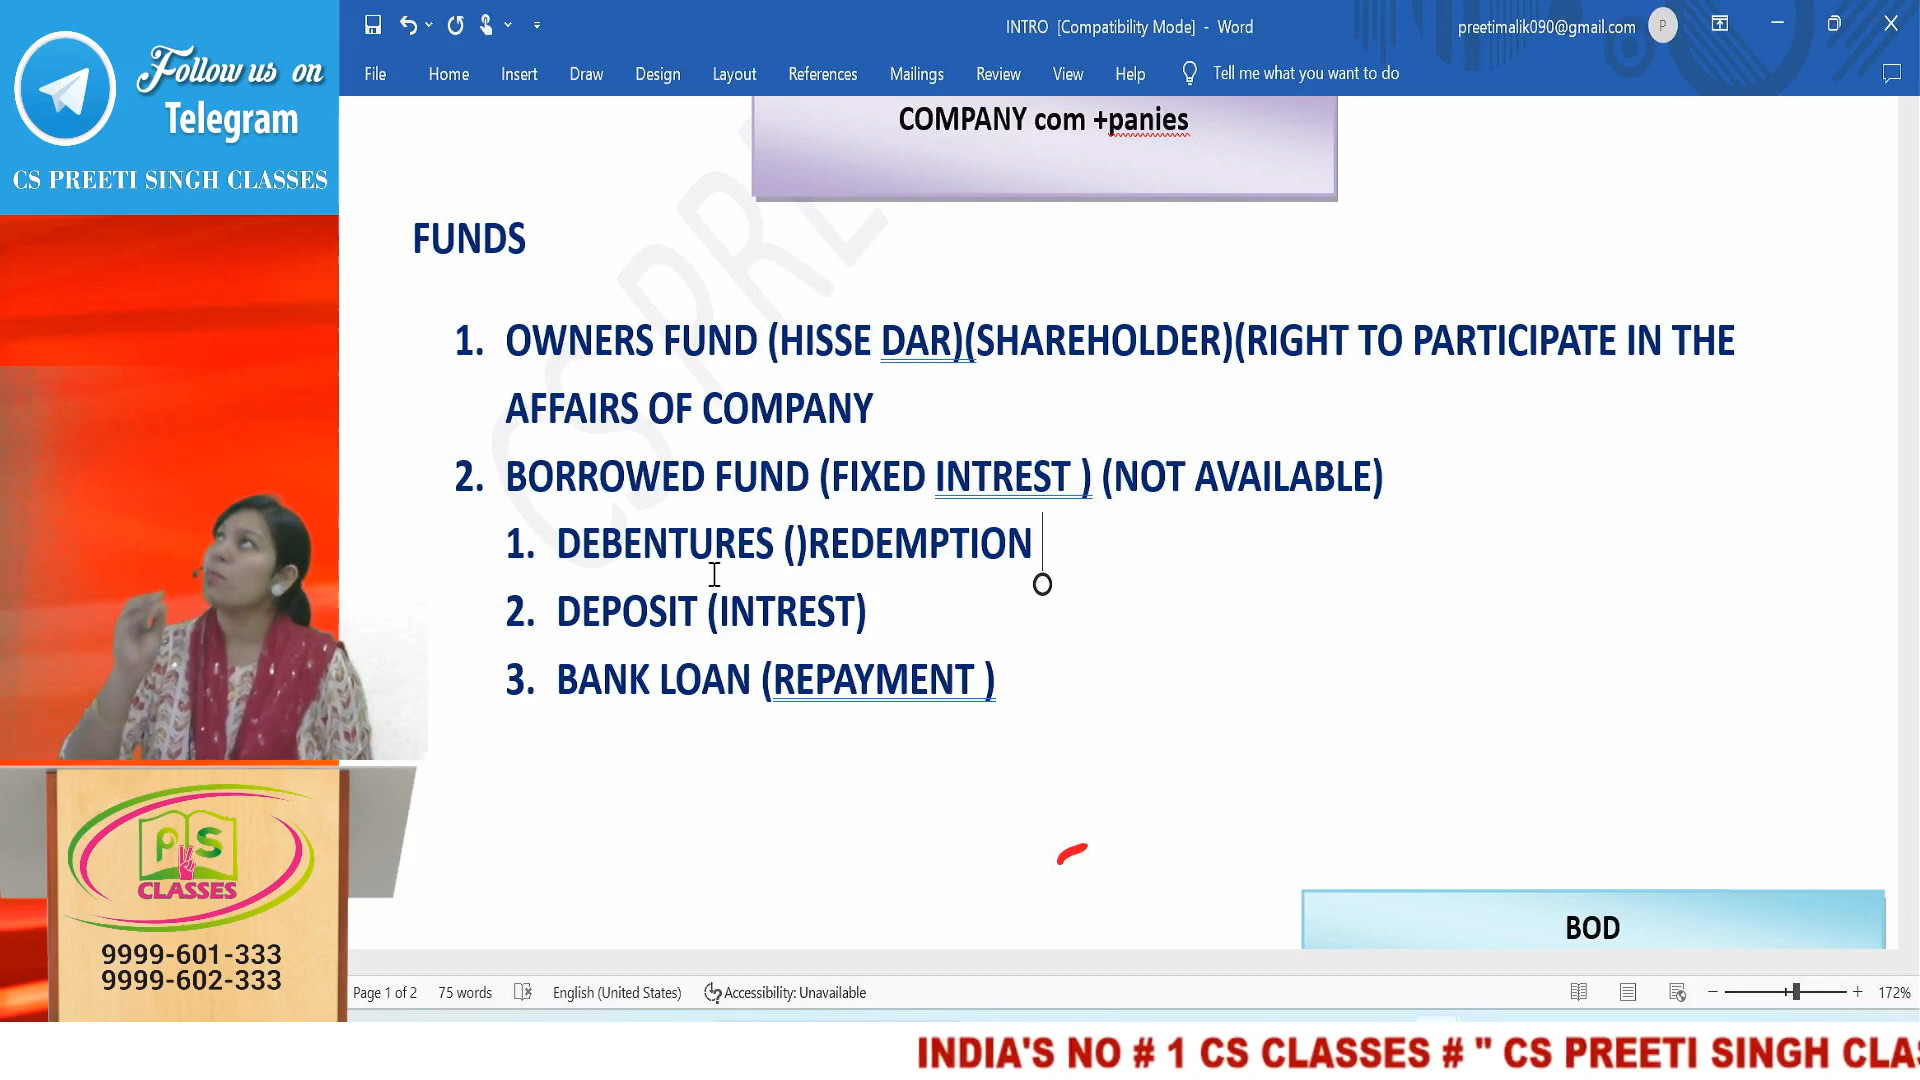 Follow us on
Telegram
CS PREETI SINGH CLASSES
INTRO [Compatibility Mode] - Word
preetimalik090@gmail.com
P
File Home Insert Draw Design Layout References Mailings Review View Help Tell me what you want to do
COMPANY com +panies
FUNDS
1. OWNERS FUND (HISSE DAR)(SHAREHOLDER)(RIGHT TO PARTICIPATE IN THE
AFFAIRS OF COMPANY
2. BORROWED FUND (FIXED INTREST ) (NOT AVAILABLE)
1. DEBENTURES ()REDEMPTION
2. DEPOSIT (INTREST)
3. BANK LOAN (REPAYMENT )
CS PRE
BOD
PS
CLASSES
9999-601-333
9999-602-333
Page 1 of 2 75 words English (United States) Accessibility: Unavailable 172%
INDIA'S NO # 1 CS CLASSES # " CS PREETI SINGH CLAS